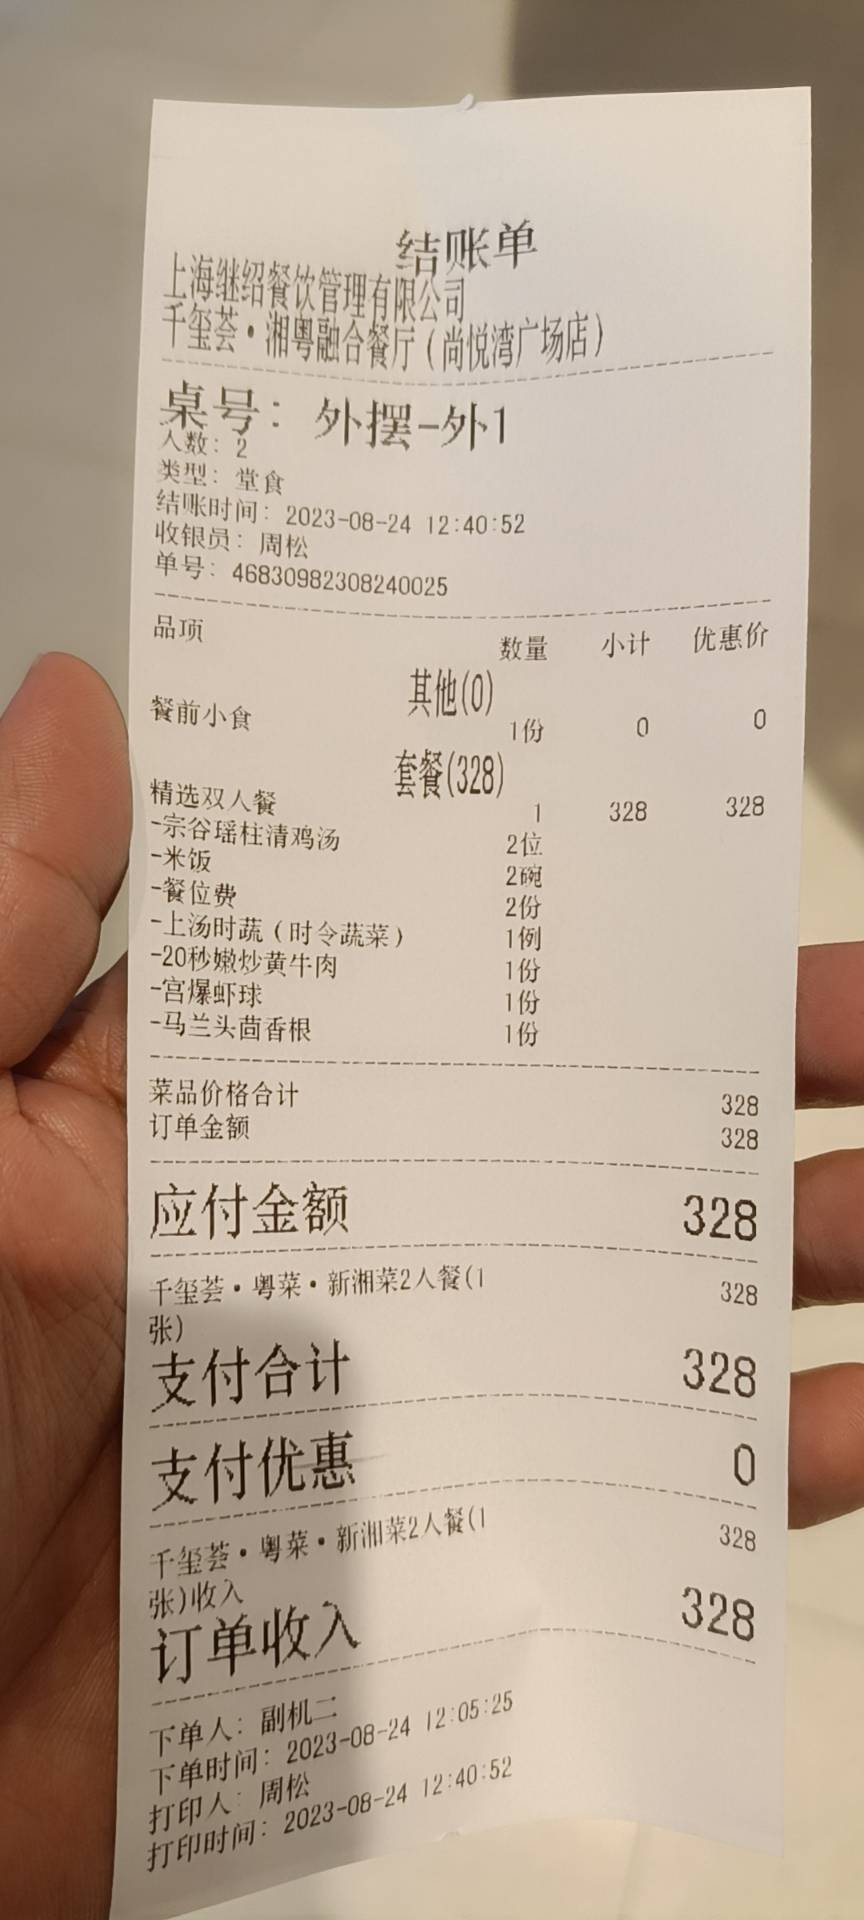 结账单
上海继绍餐饮管理有限公司
千玺荟·湘粤融合餐厅(尚悦湾广场店)
桌号: 外摆-外1
人数: 2
类型: 堂食
结账时间: 2023-08-24 12:40:52
收银员: 周松
单号: 46830982308240025
品项 数量 小计 优惠价
其他(0)
餐前小食 1份 0 0
套餐(328)
精选双人餐 1 328 328
-宗谷瑶柱清鸡汤 2位
-米饭 2碗
-餐位费 2份
-上汤时蔬(时令蔬菜) 1例
-20秒嫩炒黄牛肉 1份
-宫爆虾球 1份
-马兰头茴香根 1份
菜品价格合计 328
订单金额 328
应付金额 328
千玺荟·粤菜·新湘菜2人餐(1 328
张)
支付合计 328
支付优惠 0
千玺荟·粤菜·新湘菜2人餐(1 328
张)收入
订单收入 328
下单人: 副机二
下单时间: 2023-08-24 12:05:25
打印人: 周松
打印时间: 2023-08-24 12:40:52